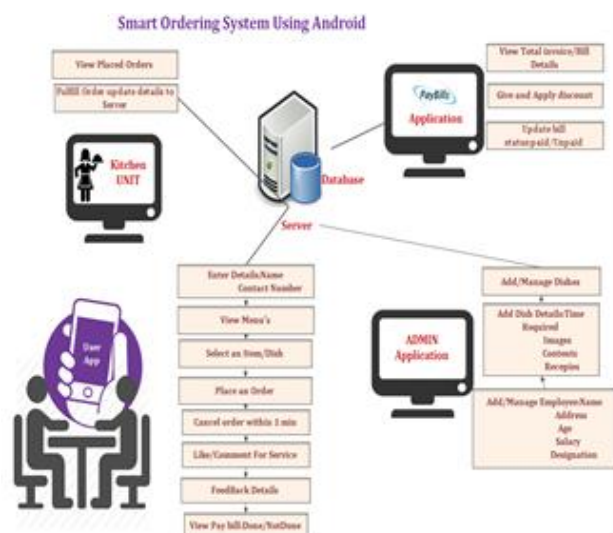 Smart Ordering System Using Android
View Placed Orders
Fulfill Order update details to
Server
Kitchen
UNIT
Database
Server
PayBills
Application
View Total invoice/Bill
Details
Give and Apply discount
Update bill
status:paid/Unpaid
Enter Details:Name
Contact Number
View Menu's
Select an Item/Dish
Place an Order
Cancel order within 3 min
Like/Comment For Service
FeedBack Details
View Pay bill:Done/NotDone
User
App
ADMIN
Application
Add/Manage Dishes
Add Dish Details:Time
Required
Images
Contents
Recepies
Add/Manage Employee:Name
Address
Age
Salary
Designation